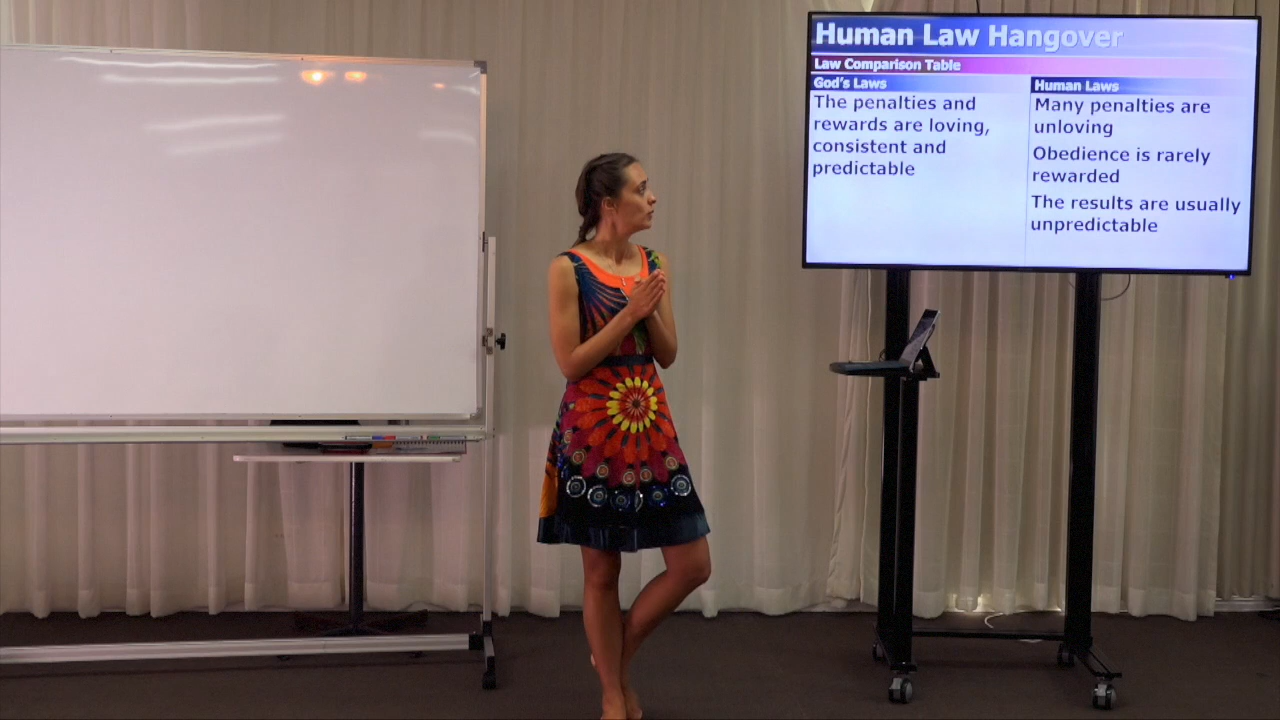 Human Law Hangover
Law Comparison Table
God's Laws
The penalties and
rewards are loving,
consistent and
predictable
Human Laws
Many penalties are
unloving
Obedience is rarely
rewarded
The results are usually
unpredictable